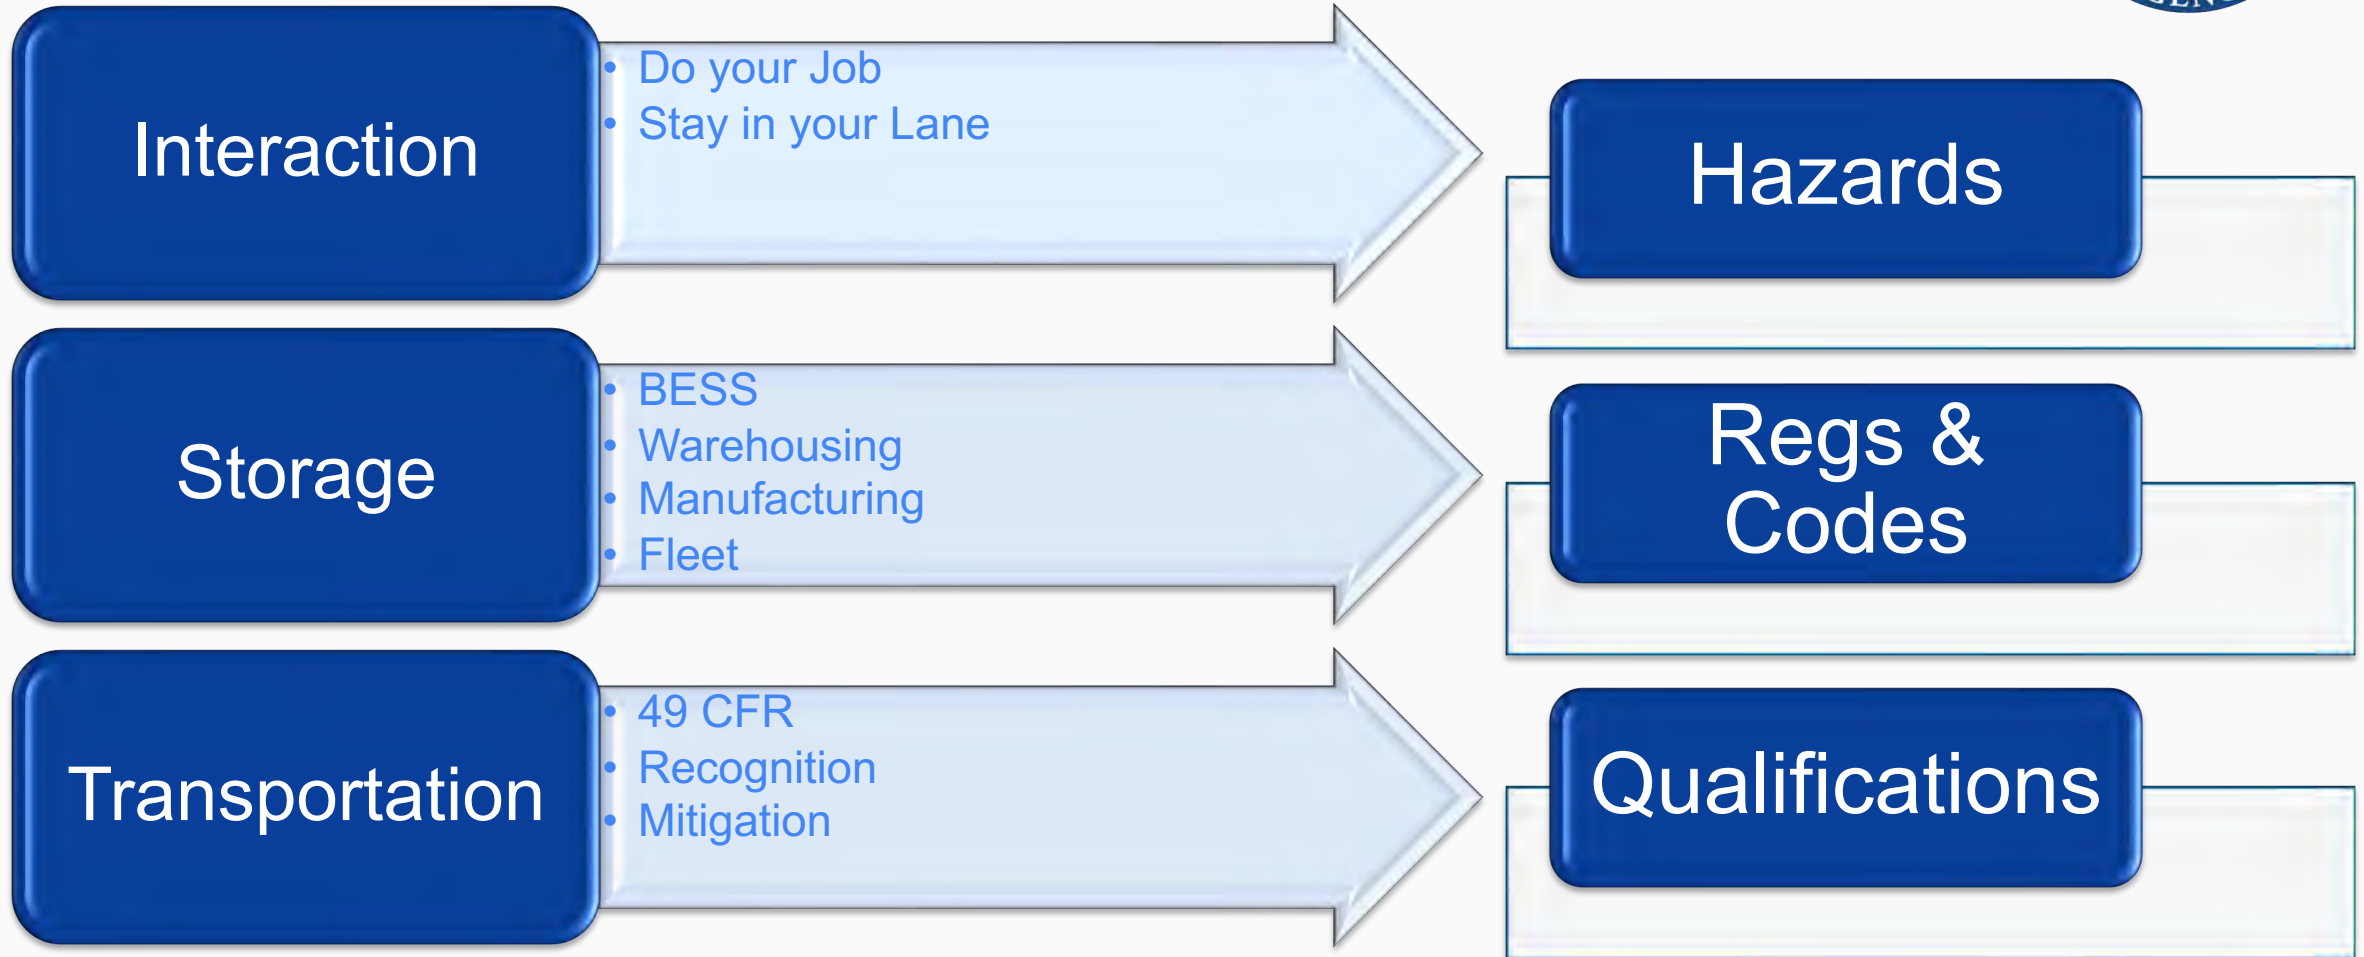 Interaction
• Do your Job
• Stay in your Lane
Storage
• BESS
• Warehousing
• Manufacturing
• Fleet
Transportation
• 49 CFR
• Recognition
• Mitigation
Hazards
Regs &
Codes
Qualifications